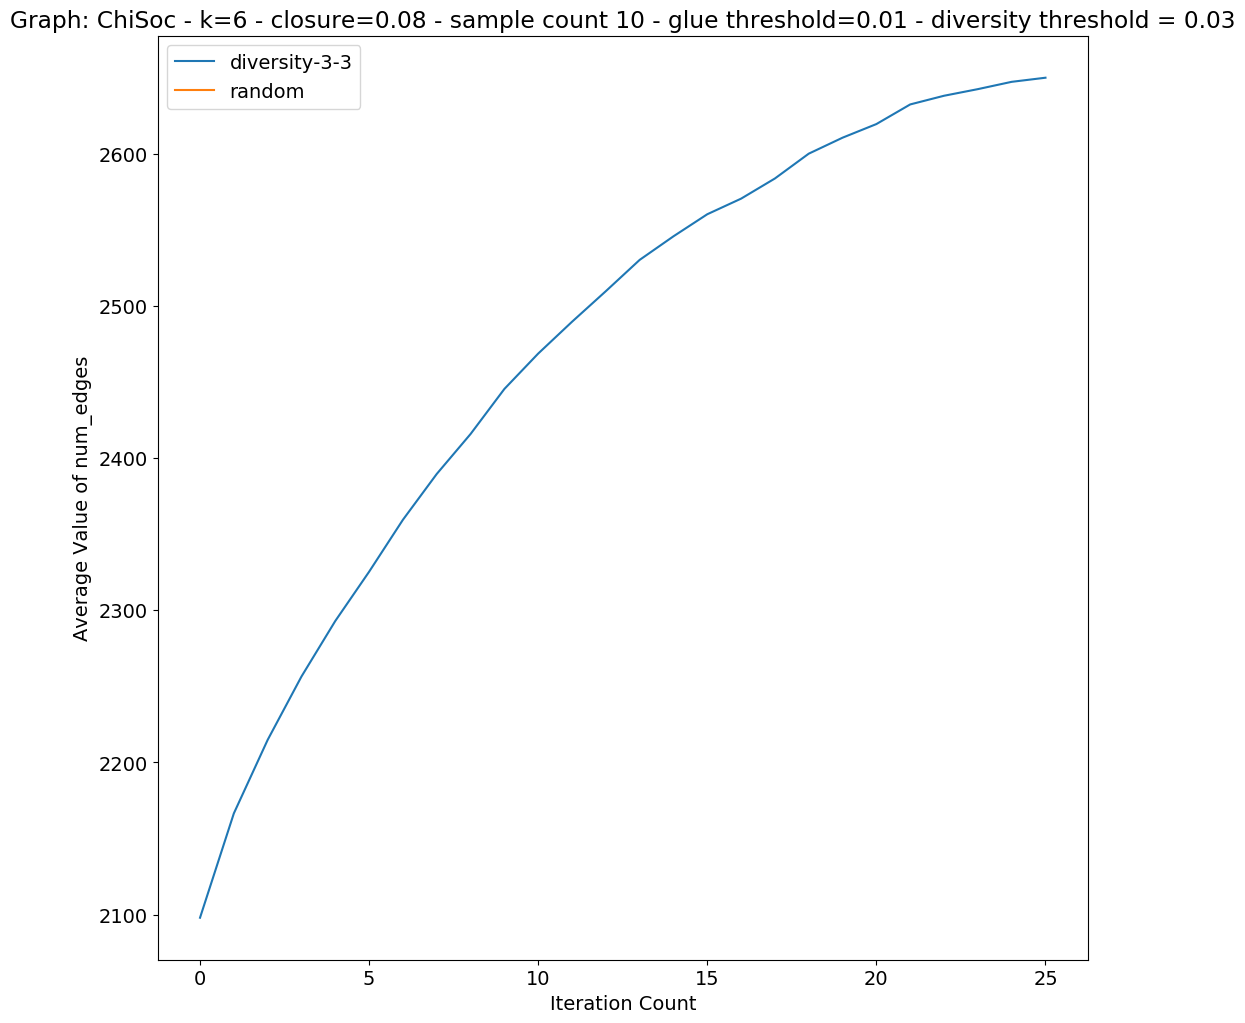 Graph: ChiSoc - k=6 - closure=0.08 - sample count 10 - glue threshold=0.01 - diversity threshold = 0.03
diversity-3-3
random
2600
2500
2400
2300
2200
2100
Average Value of num_edges
0 5 10 15 20 25
Iteration Count